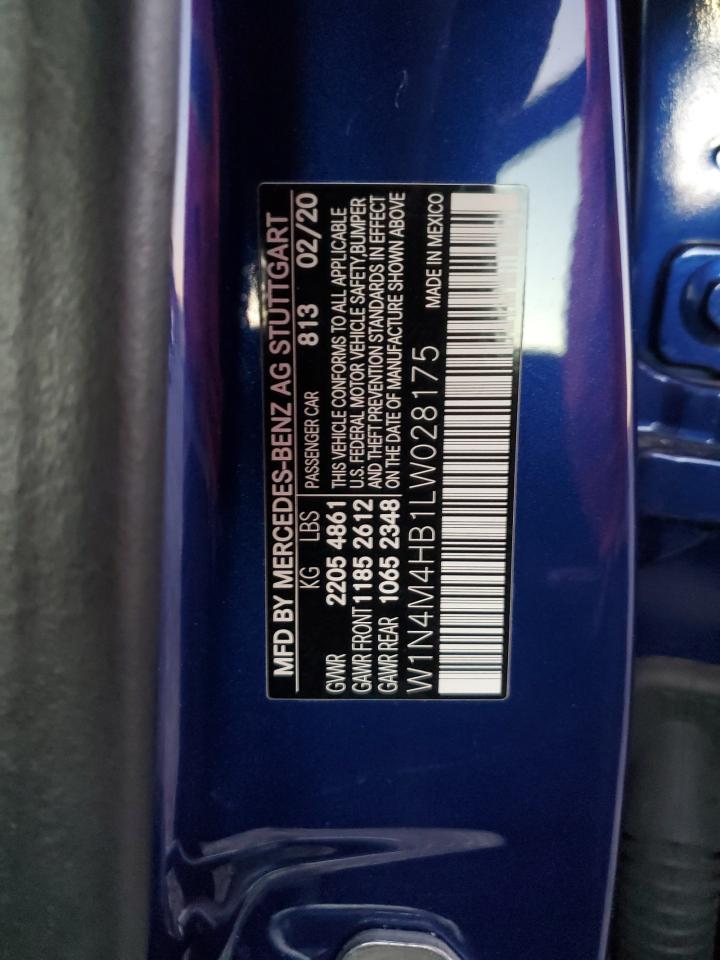 MFD BY MERCEDES-BENZ AG STUTTGART
KG LBS PASSENGER CAR 813 02/20
GVWR 2205 4861 THIS VEHICLE CONFORMS TO ALL APPLICABLE
GAWR FRONT 1185 2612 U.S. FEDERAL MOTOR VEHICLE SAFETY, BUMPER
GAWR REAR 1065 2348 AND THEFT PREVENTION STANDARDS IN EFFECT
ON THE DATE OF MANUFACTURE SHOWN ABOVE
W1N4M4HB1LW028175 MADE IN MEXICO